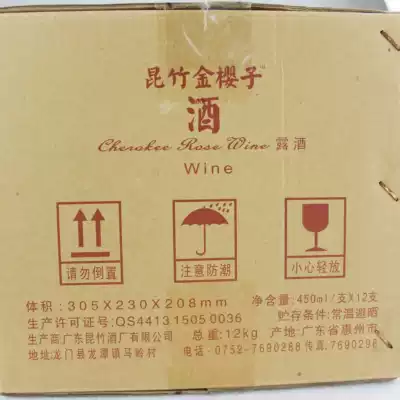 昆竹金樱子™
酒
Cherokee Rose Wine 露酒
Wine
请勿倒置 注意防潮 小心轻放
体积：305X230X208mm 净含量：450ml/支X12支
生产许可证号：QS4413 1505 0036 贮存条件：常温避晒
生产商：广东昆竹酒厂有限公司 总重：12kg 产地：广东省惠州市
地址：龙门县龙潭镇马岭村 电话：0752-7690288 传真：7690298